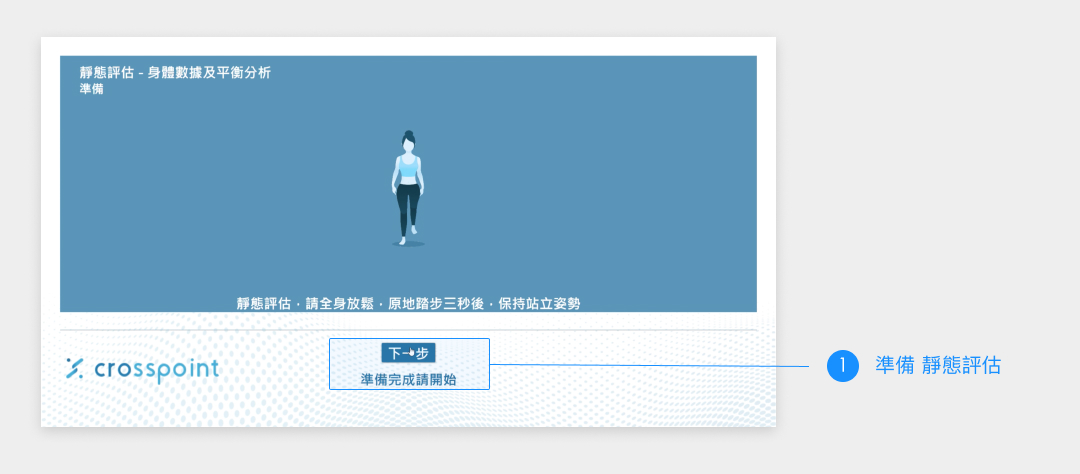 靜態評估 - 身體數據及平衡分析
準備
靜態評估 · 請全身放鬆 · 原地踏步三秒後 · 保持站立姿勢
crosspoint
下一步
準備完成請開始
1 準備 靜態評估